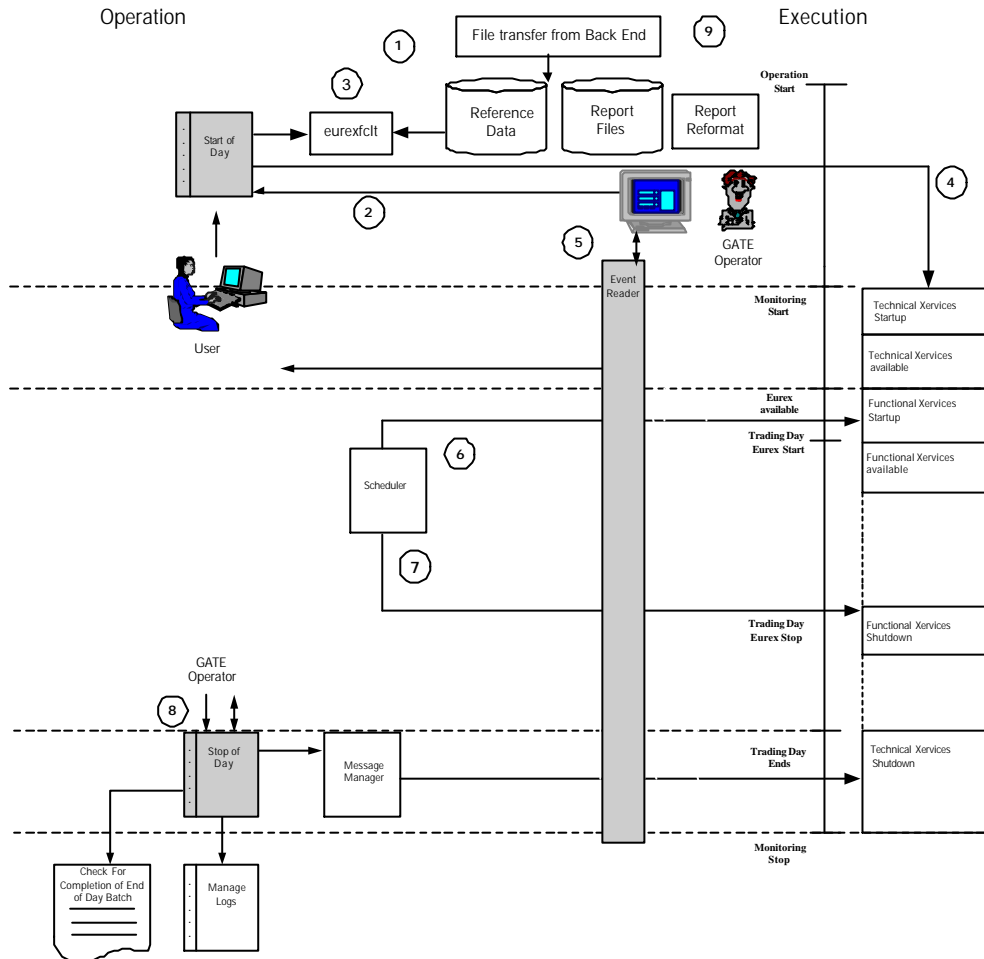 Operation
Execution
1
File transfer from Back End
9
3
Operation
Start
eurexfclt
Reference
Data
Report
Files
Report
Reformat
Start of
Day
4
2
5
GATE
Operator
Event
Reader
User
Monitoring
Start
Technical Xervices
Startup
Technical Xervices
available
Eurex
available
Functional Xervices
Startup
Trading Day
Eurex Start
6
Functional Xervices
available
Scheduler
7
Trading Day
Eurex Stop
Functional Xervices
Shutdown
GATE
Operator
8
Stop of
Day
Message
Manager
Trading Day
Ends
Technical Xervices
Shutdown
Monitoring
Stop
Check For
Completion of End
of Day Batch
Manage
Logs